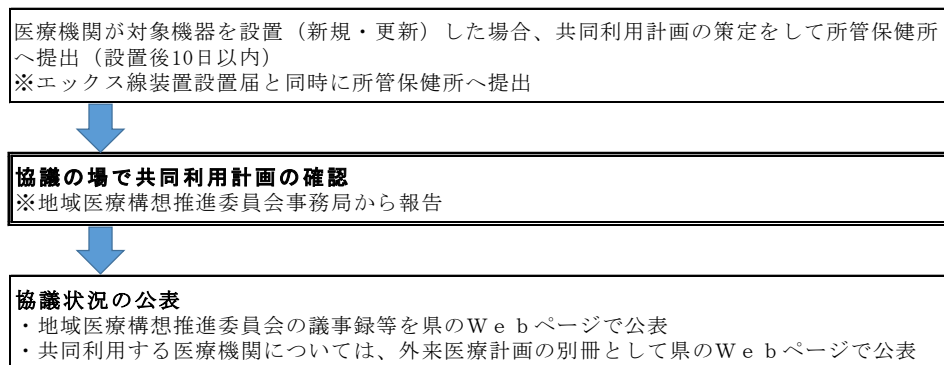 医療機関が対象機器を設置（新規・更新）した場合、共同利用計画の策定をして所管保健所
へ提出（設置後10日以内）
※エックス線装置設置届と同時に所管保健所へ提出
協議の場で共同利用計画の確認
※地域医療構想推進委員会事務局から報告
協議状況の公表
・地域医療構想推進委員会の議事録等を県のＷｅｂページで公表
・共同利用する医療機関については、外来医療計画の別冊として県のＷｅｂページで公表